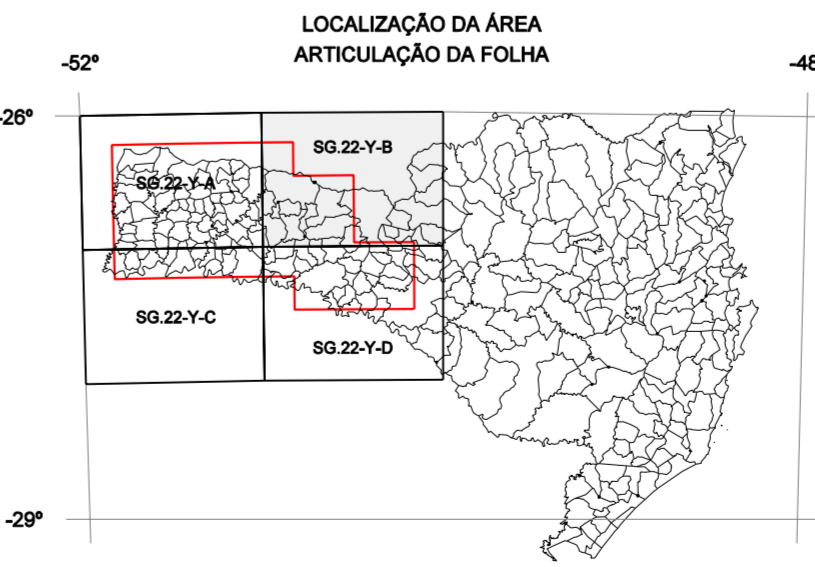 LOCALIZAÇÃO DA ÁREA
ARTICULAÇÃO DA FOLHA
-52º
-48
-26º
SG.22-Y-B
SG.22-Y-A
SG.22-Y-C
SG.22-Y-D
-29º